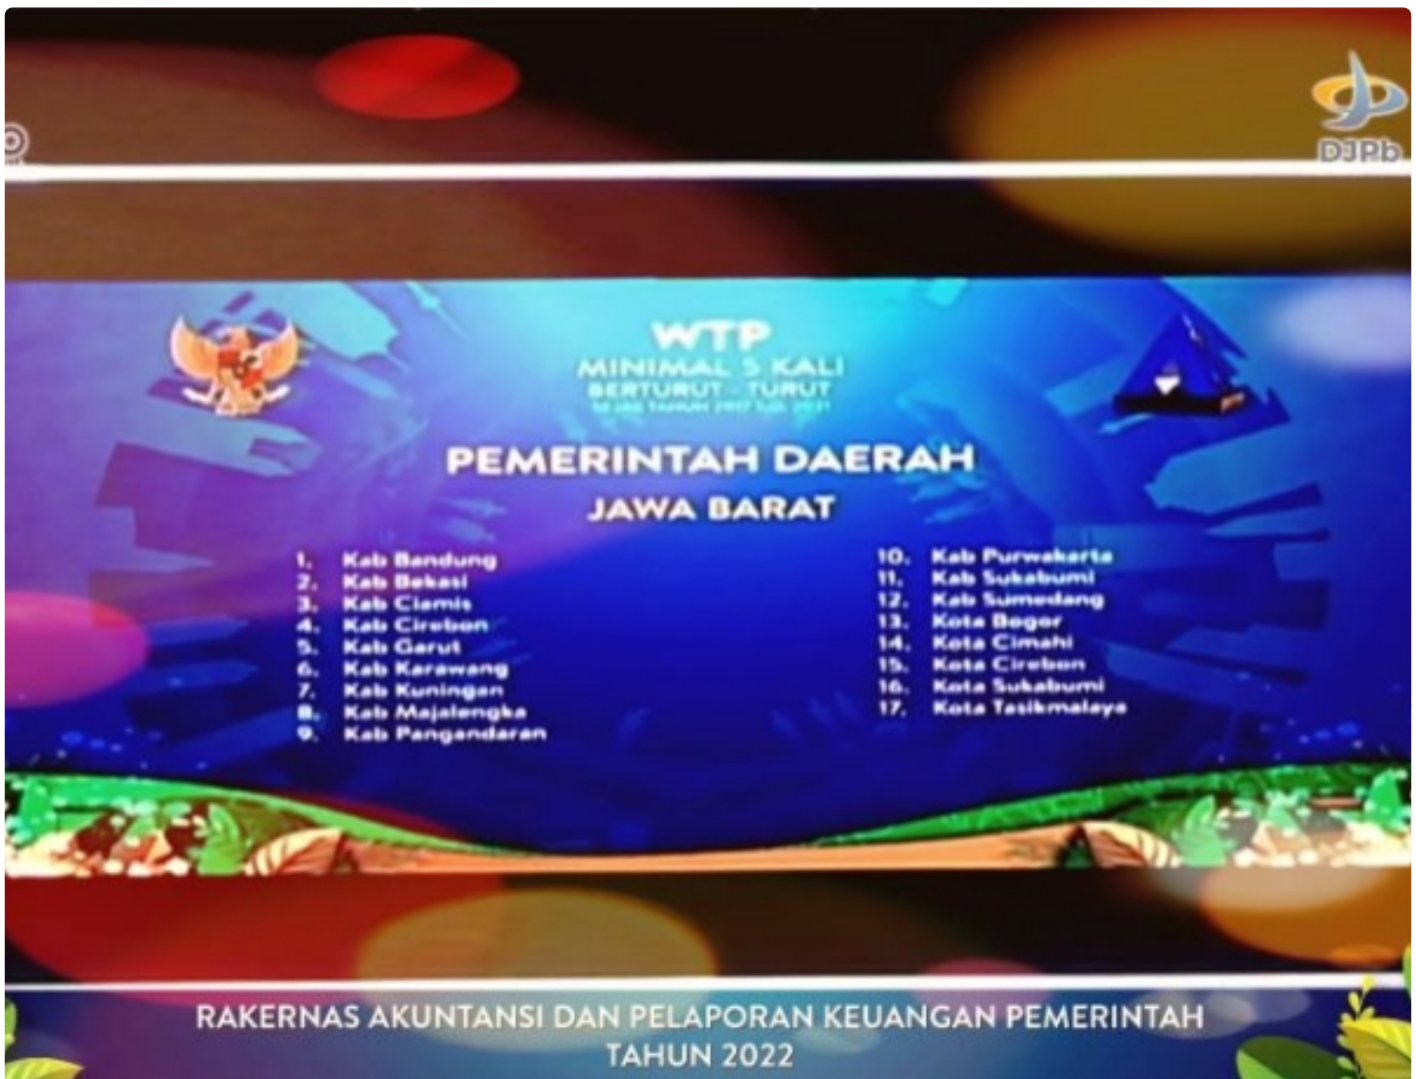 DJPb
WTP
MINIMAL 5 KALI
BERTURUT - TURUT
TAHUN 2017 2021
PEMERINTAH DAERAH
JAWA BARAT
1. Kab Bandung
2. Kab Bekasi
3. Kab Ciamis
4. Kab Cirebon
5. Kab Garut
6. Kab Karawang
7. Kab Kuningan
8. Kab Majalengka
9. Kab Pangandaran
10. Kab Purwakarta
11. Kab Sukabumi
12. Kab Sumedang
13. Kota Bogor
14. Kota Cimahi
15. Kota Cirebon
16. Kota Sukabumi
17. Kota Tasikmalaya
RAKERNAS AKUNTANSI DAN PELAPORAN KEUANGAN PEMERINTAH
TAHUN 2022